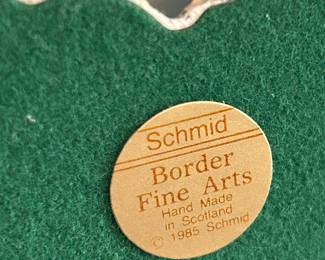 Schmid
Border
Fine Arts
Hand Made
in Scotland
© 1985 Schmid